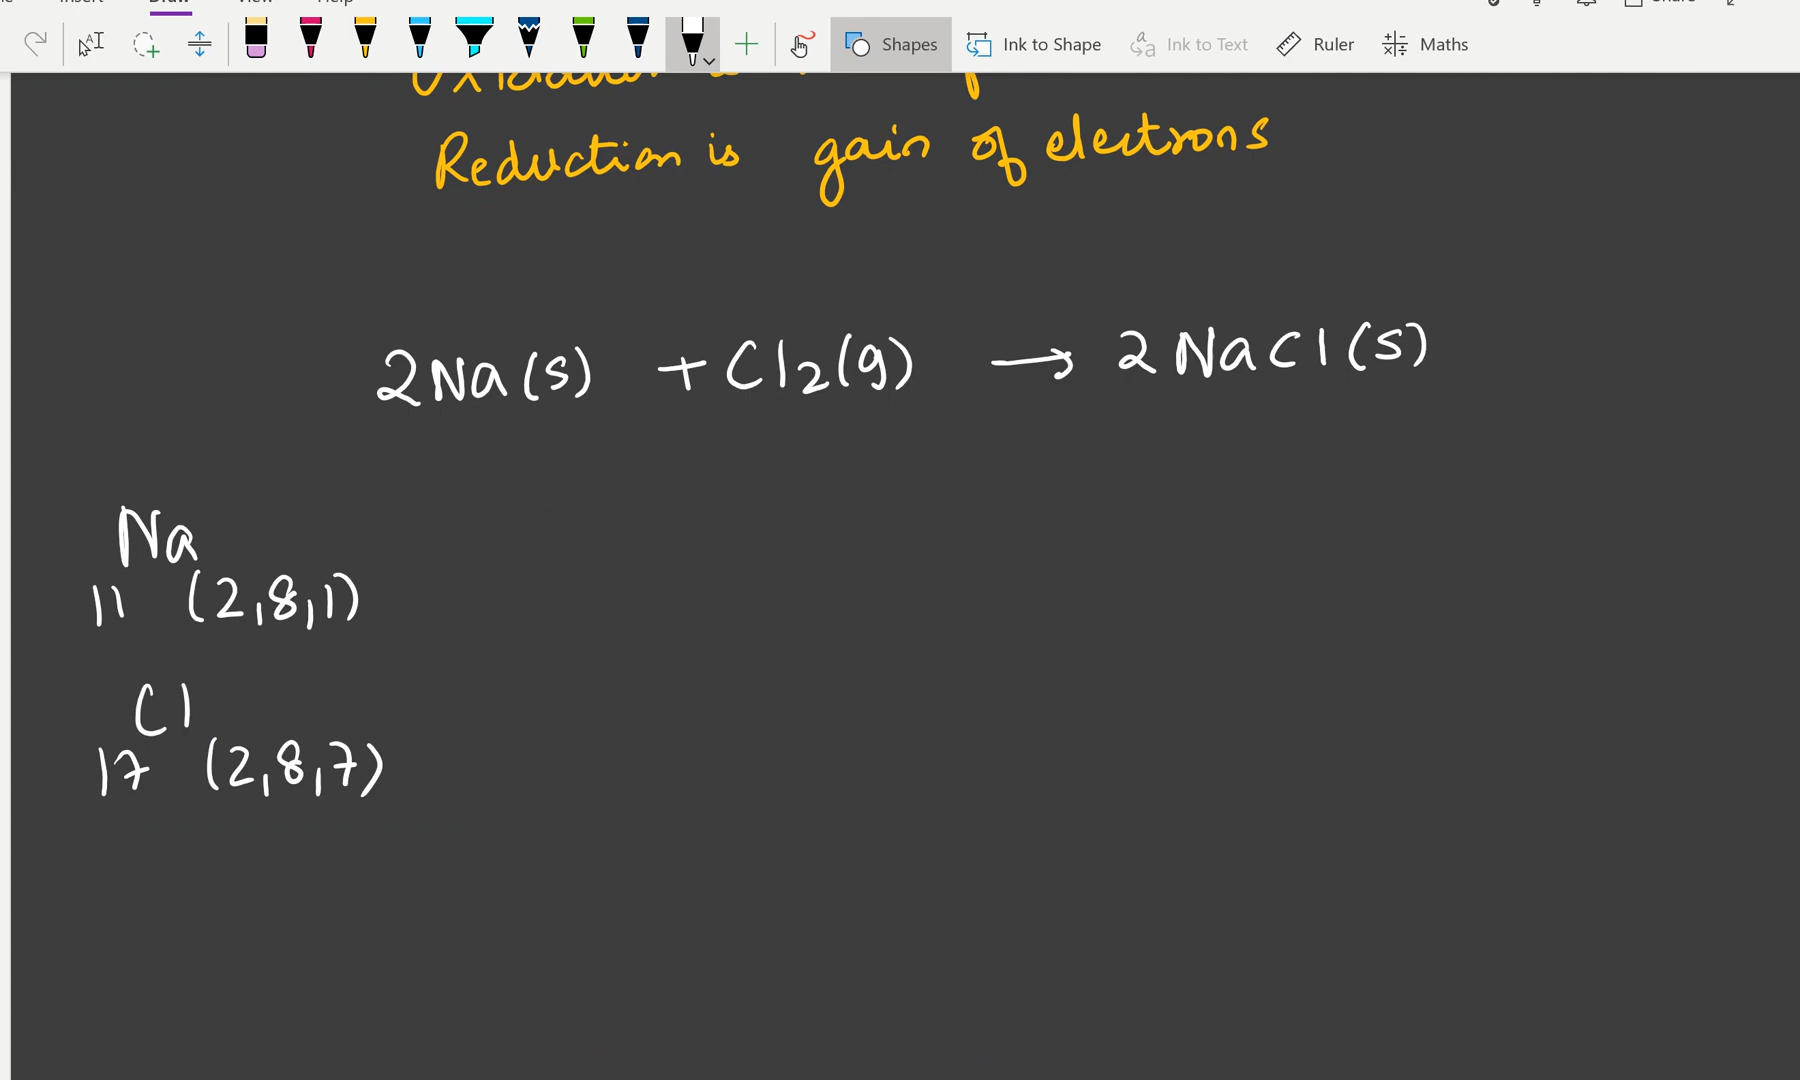 Draw
Shapes Ink to Shape Ink to Text Ruler Maths
Reduction is gain of electrons
2Na(s) + Cl₂(g) → 2NaCl(s)
Na
11 (2,8,1)
Cl
17 (2,8,7)